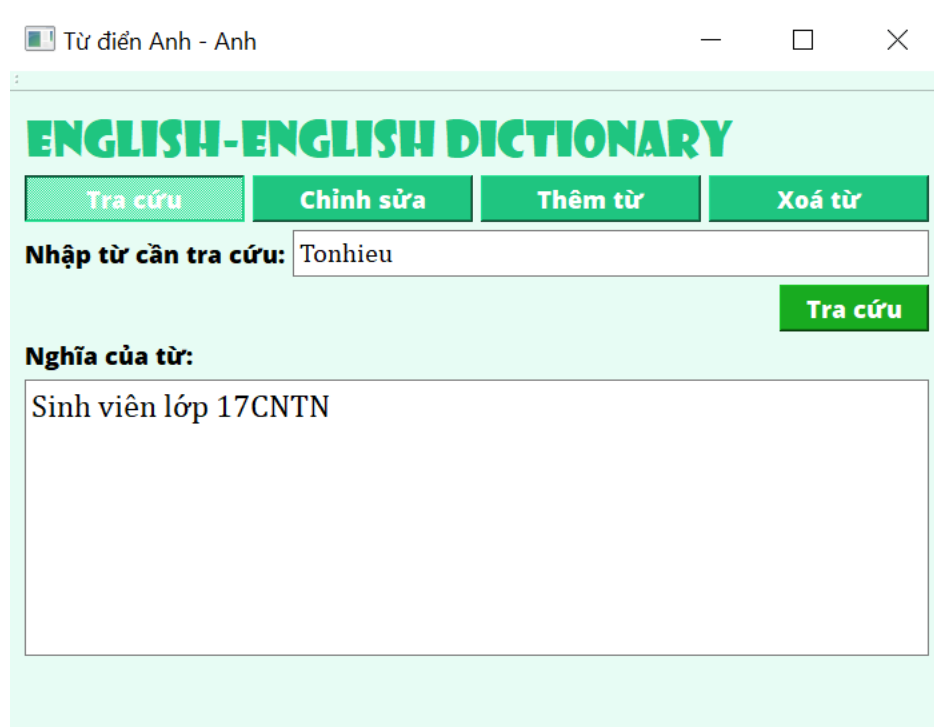 Từ điển Anh - Anh
ENGLISH-ENGLISH DICTIONARY
Tra cứu Chỉnh sửa Thêm từ Xoá từ
Nhập từ cần tra cứu: Tonhieu
Tra cứu
Nghĩa của từ:
Sinh viên lớp 17CNTN